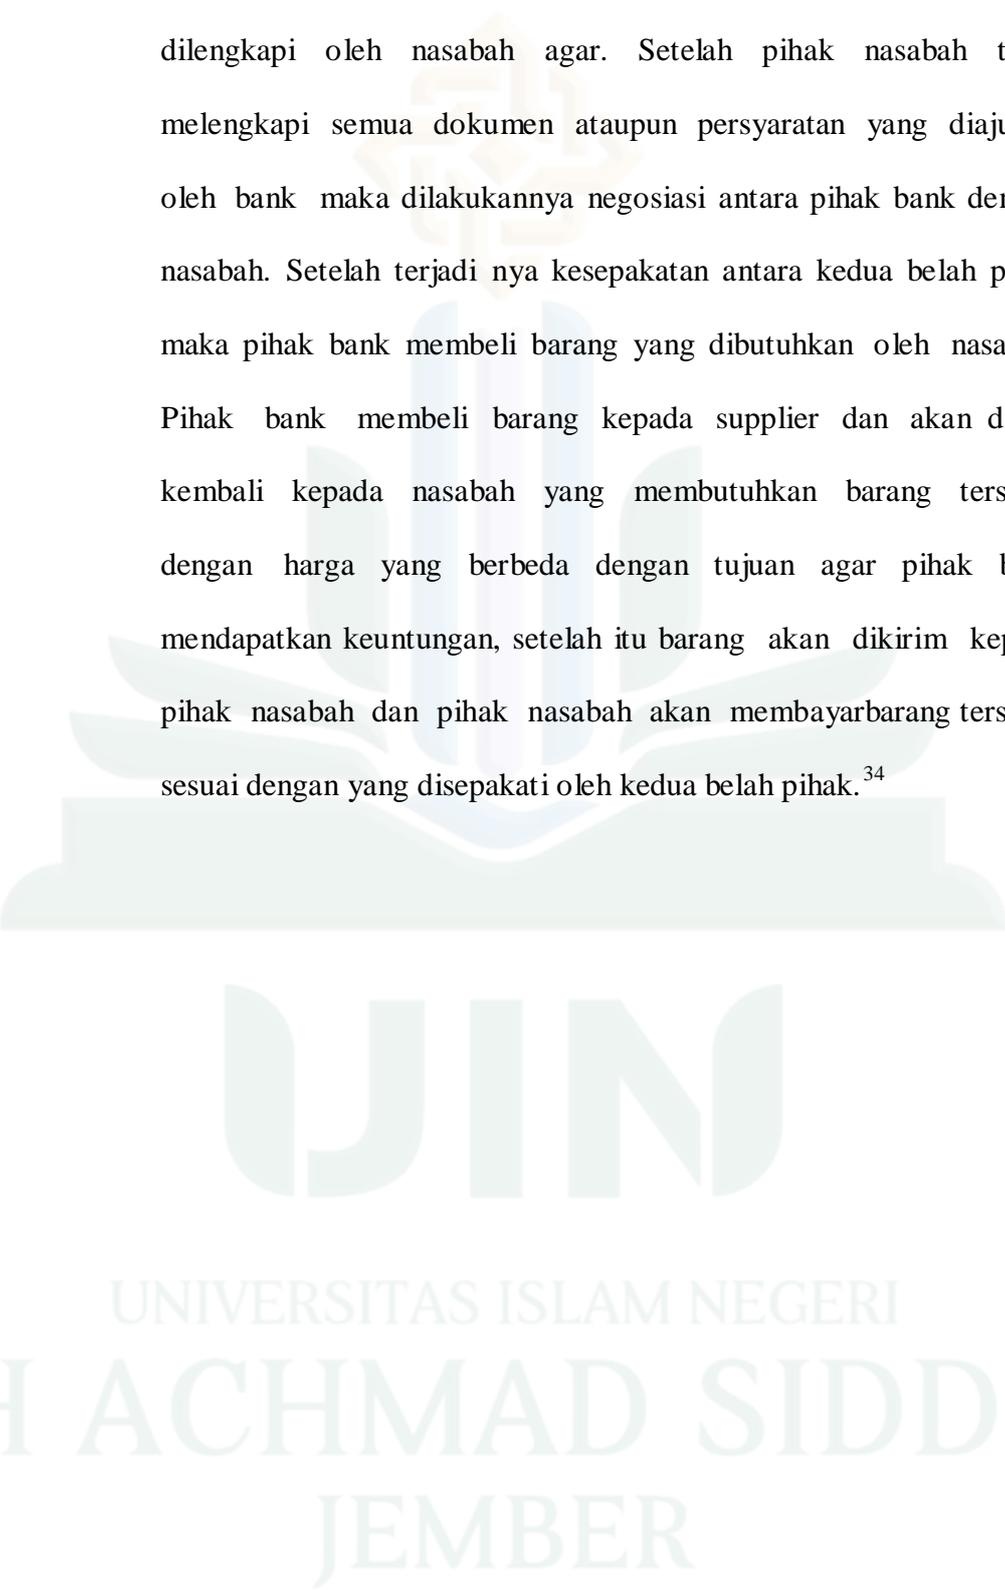 dilengkapi oleh nasabah agar. Setelah pihak nasabah
melengkapi semua dokumen ataupun persyaratan yang
oleh bank maka dilakukannya negosiasi antara pihak bank
nasabah. Setelah terjadi nya kesepakatan antara kedua belah
maka pihak bank membeli barang yang dibutuhkan oleh
Pihak bank membeli barang kepada supplier dan akan
kembali kepada nasabah yang membutuhkan barang
dengan harga yang berbeda dengan tujuan agar pihak
mendapatkan keuntungan, setelah itu barang akan dikirim
pihak nasabah dan pihak nasabah akan membayarbarang
sesuai dengan yang disepakati oleh kedua belah pihak.34
UIN
UNIVERSITAS ISLAM NEGERI
H ACHMAD SIDD
JEMBER